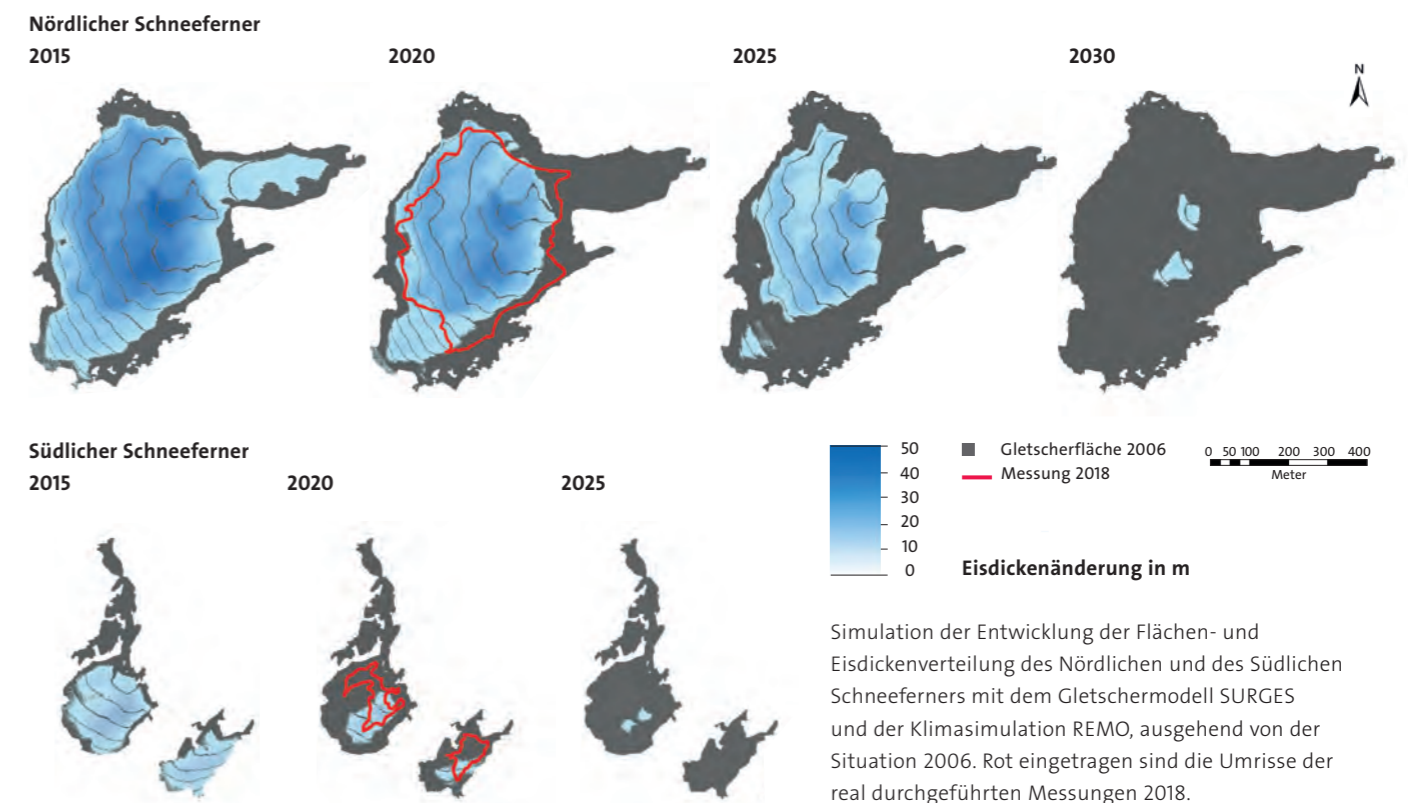 Nördlicher Schneeferner
2015 2020 2025 2030
N
Südlicher Schneeferner
2015 2020 2025
50
40
30
20
10
0
Gletscherfläche 2006
Messung 2018
0 50 100 200 300 400
Meter
Eisdickenänderung in m
Simulation der Entwicklung der Flächen- und
Eisdickenverteilung des Nördlichen und des Südlichen
Schneeferners mit dem Gletschermodell SURGES
und der Klimasimulation REMO, ausgehend von der
Situation 2006. Rot eingetragen sind die Umrisse der
real durchgeführten Messungen 2018.